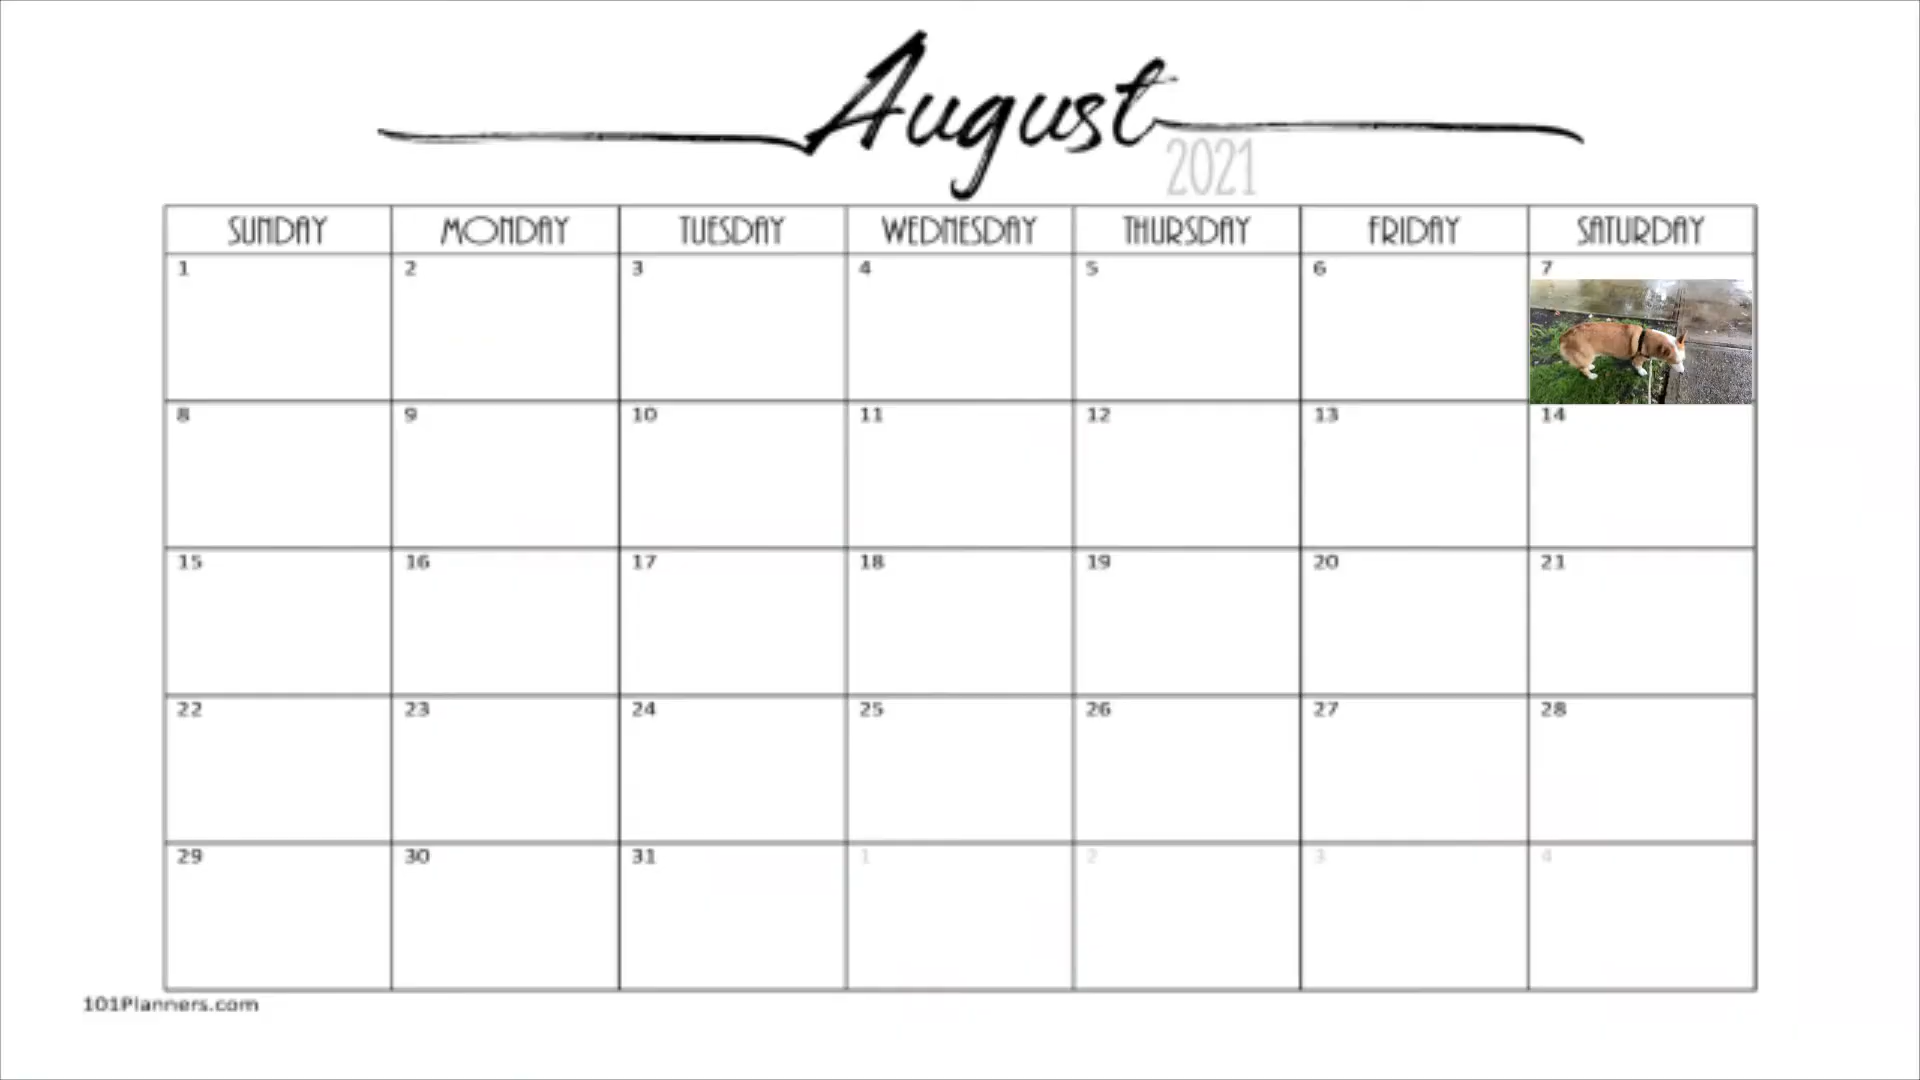 August
2021
SUNDAY MONDAY TUESDAY WEDNESDAY THURSDAY FRIDAY SATURDAY
1 2 3 4 5 6 7
8 9 10 11 12 13 14
15 16 17 18 19 20 21
22 23 24 25 26 27 28
29 30 31 1 2 3 4
101Planners.com